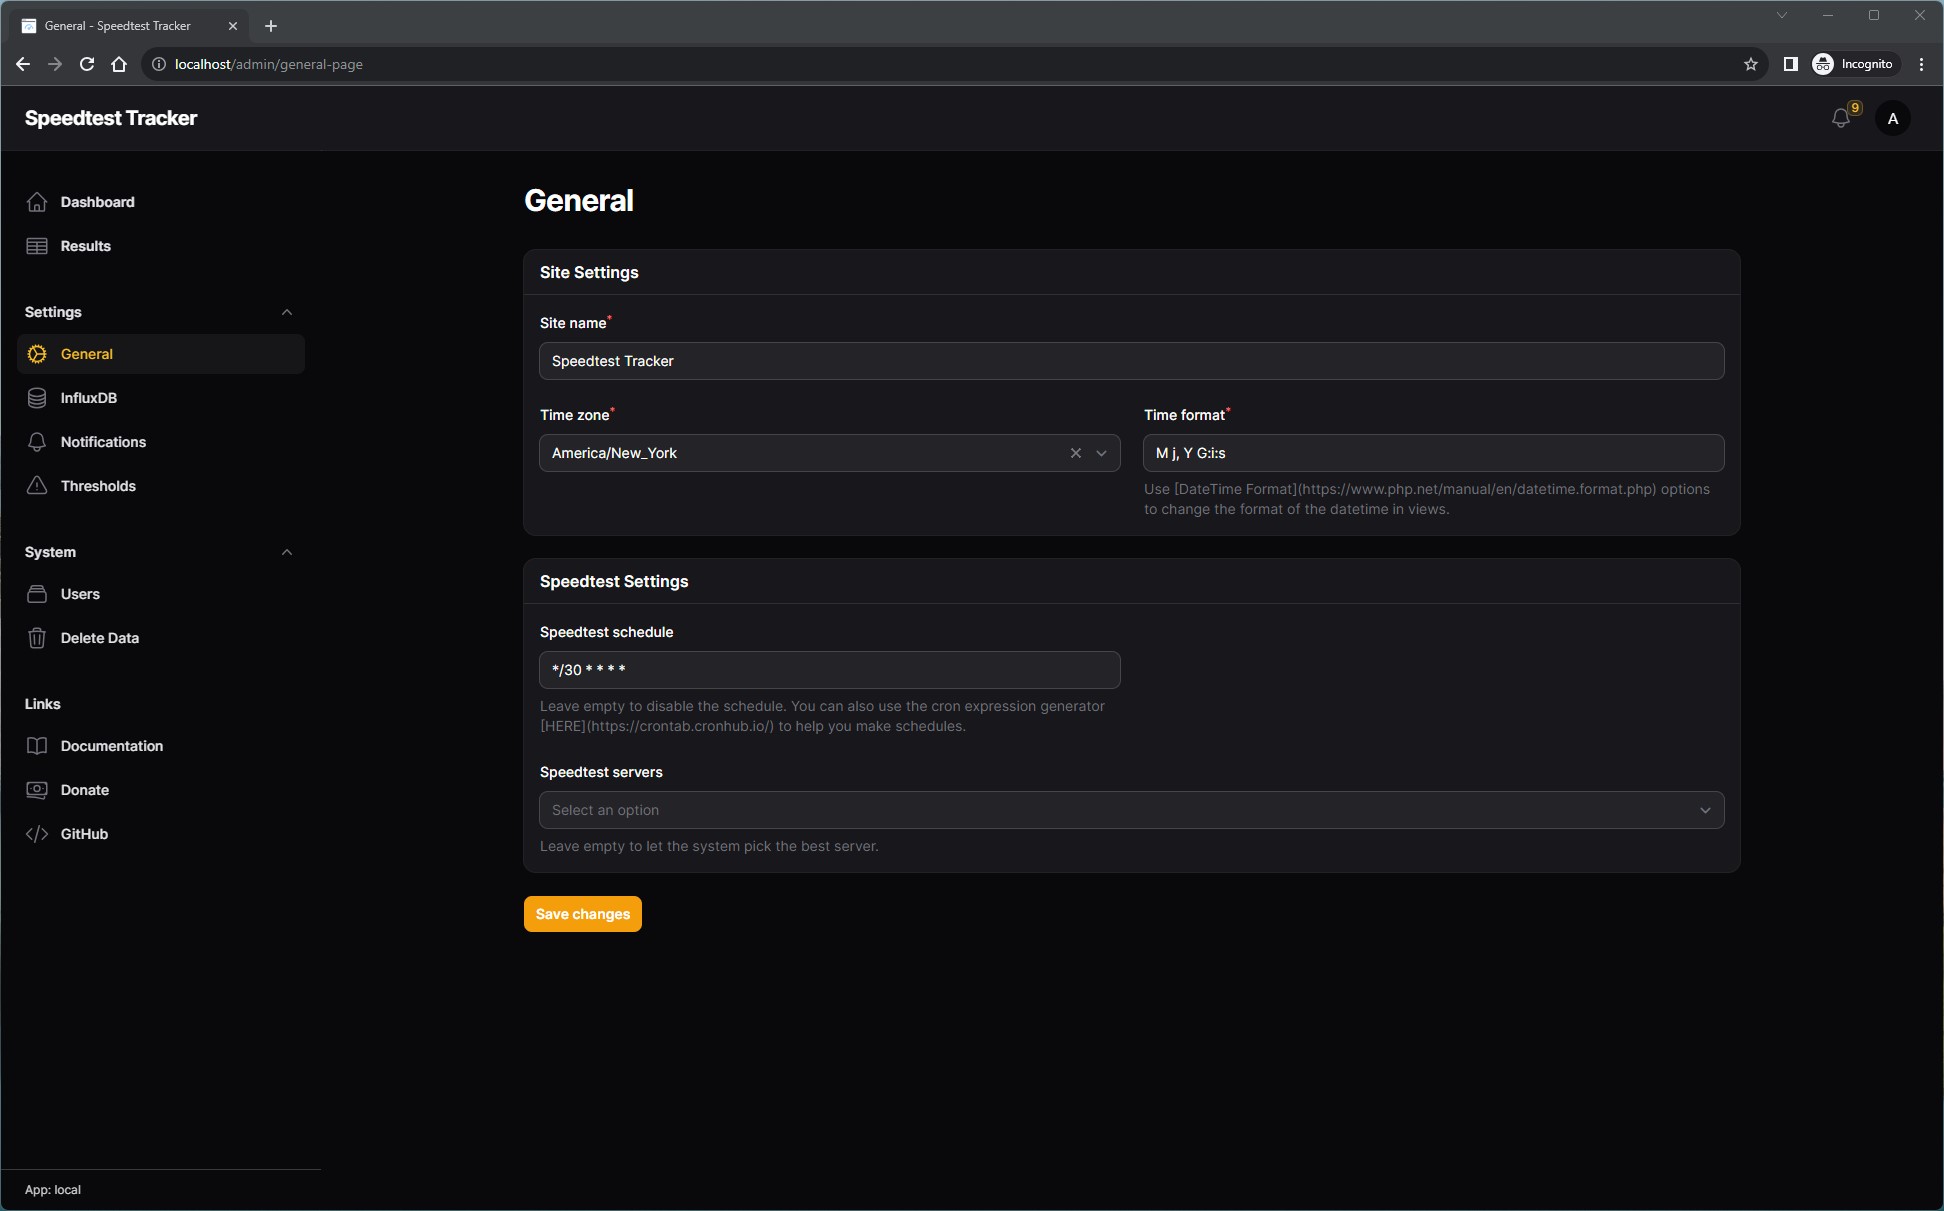 General - Speedtest Tracker
localhost/admin/general-page
Incognito
Speedtest Tracker
9
A
Dashboard
Results
Settings
General
InfluxDB
Notifications
Thresholds
System
Users
Delete Data
Links
Documentation
Donate
GitHub
App: local
General
Site Settings
Site name*
Speedtest Tracker
Time zone*
America/New_York
Time format*
M j, Y G:i:s
Use [DateTime Format](https://www.php.net/manual/en/datetime.format.php) options
to change the format of the datetime in views.
Speedtest Settings
Speedtest schedule
*/30 * * * *
Leave empty to disable the schedule. You can also use the cron expression generator
[HERE](https://crontab.cronhub.io/) to help you make schedules.
Speedtest servers
Select an option
Leave empty to let the system pick the best server.
Save changes